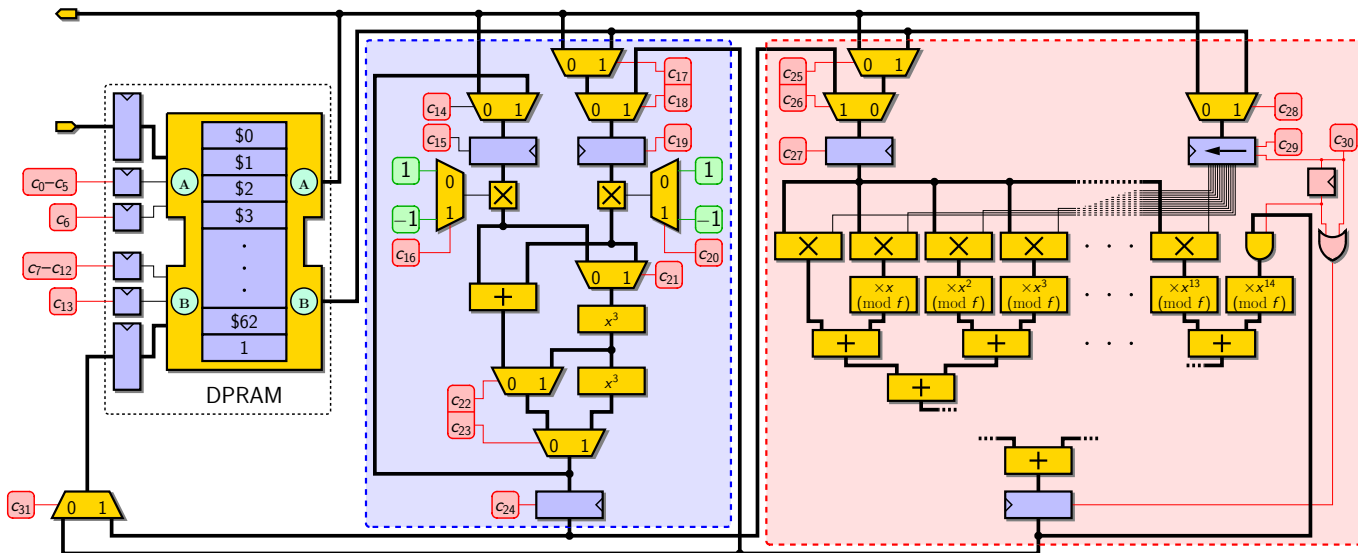 0 1
c17
c18
0 1
c14
0 1
c15
c19
c25
0 1
c26
1 0
c27
0 1
c28
c29
c30
$0
$1
$2
$3
.
.
.
$62
1
A
A
B
B
c0–c5
c6
c7–c12
c13
DPRAM
1
−1
0
1
c16
×
×
0
1
1
−1
c20
0 1
c21
+
x³
x³
0 1
c22
c23
0 1
c24
c31
0 1
× × × × · · · ×
×x
(mod f)
×x²
(mod f)
×x³
(mod f)
· · ·
×x¹³
(mod f)
×x¹⁴
(mod f)
+ + · · · +
+
+